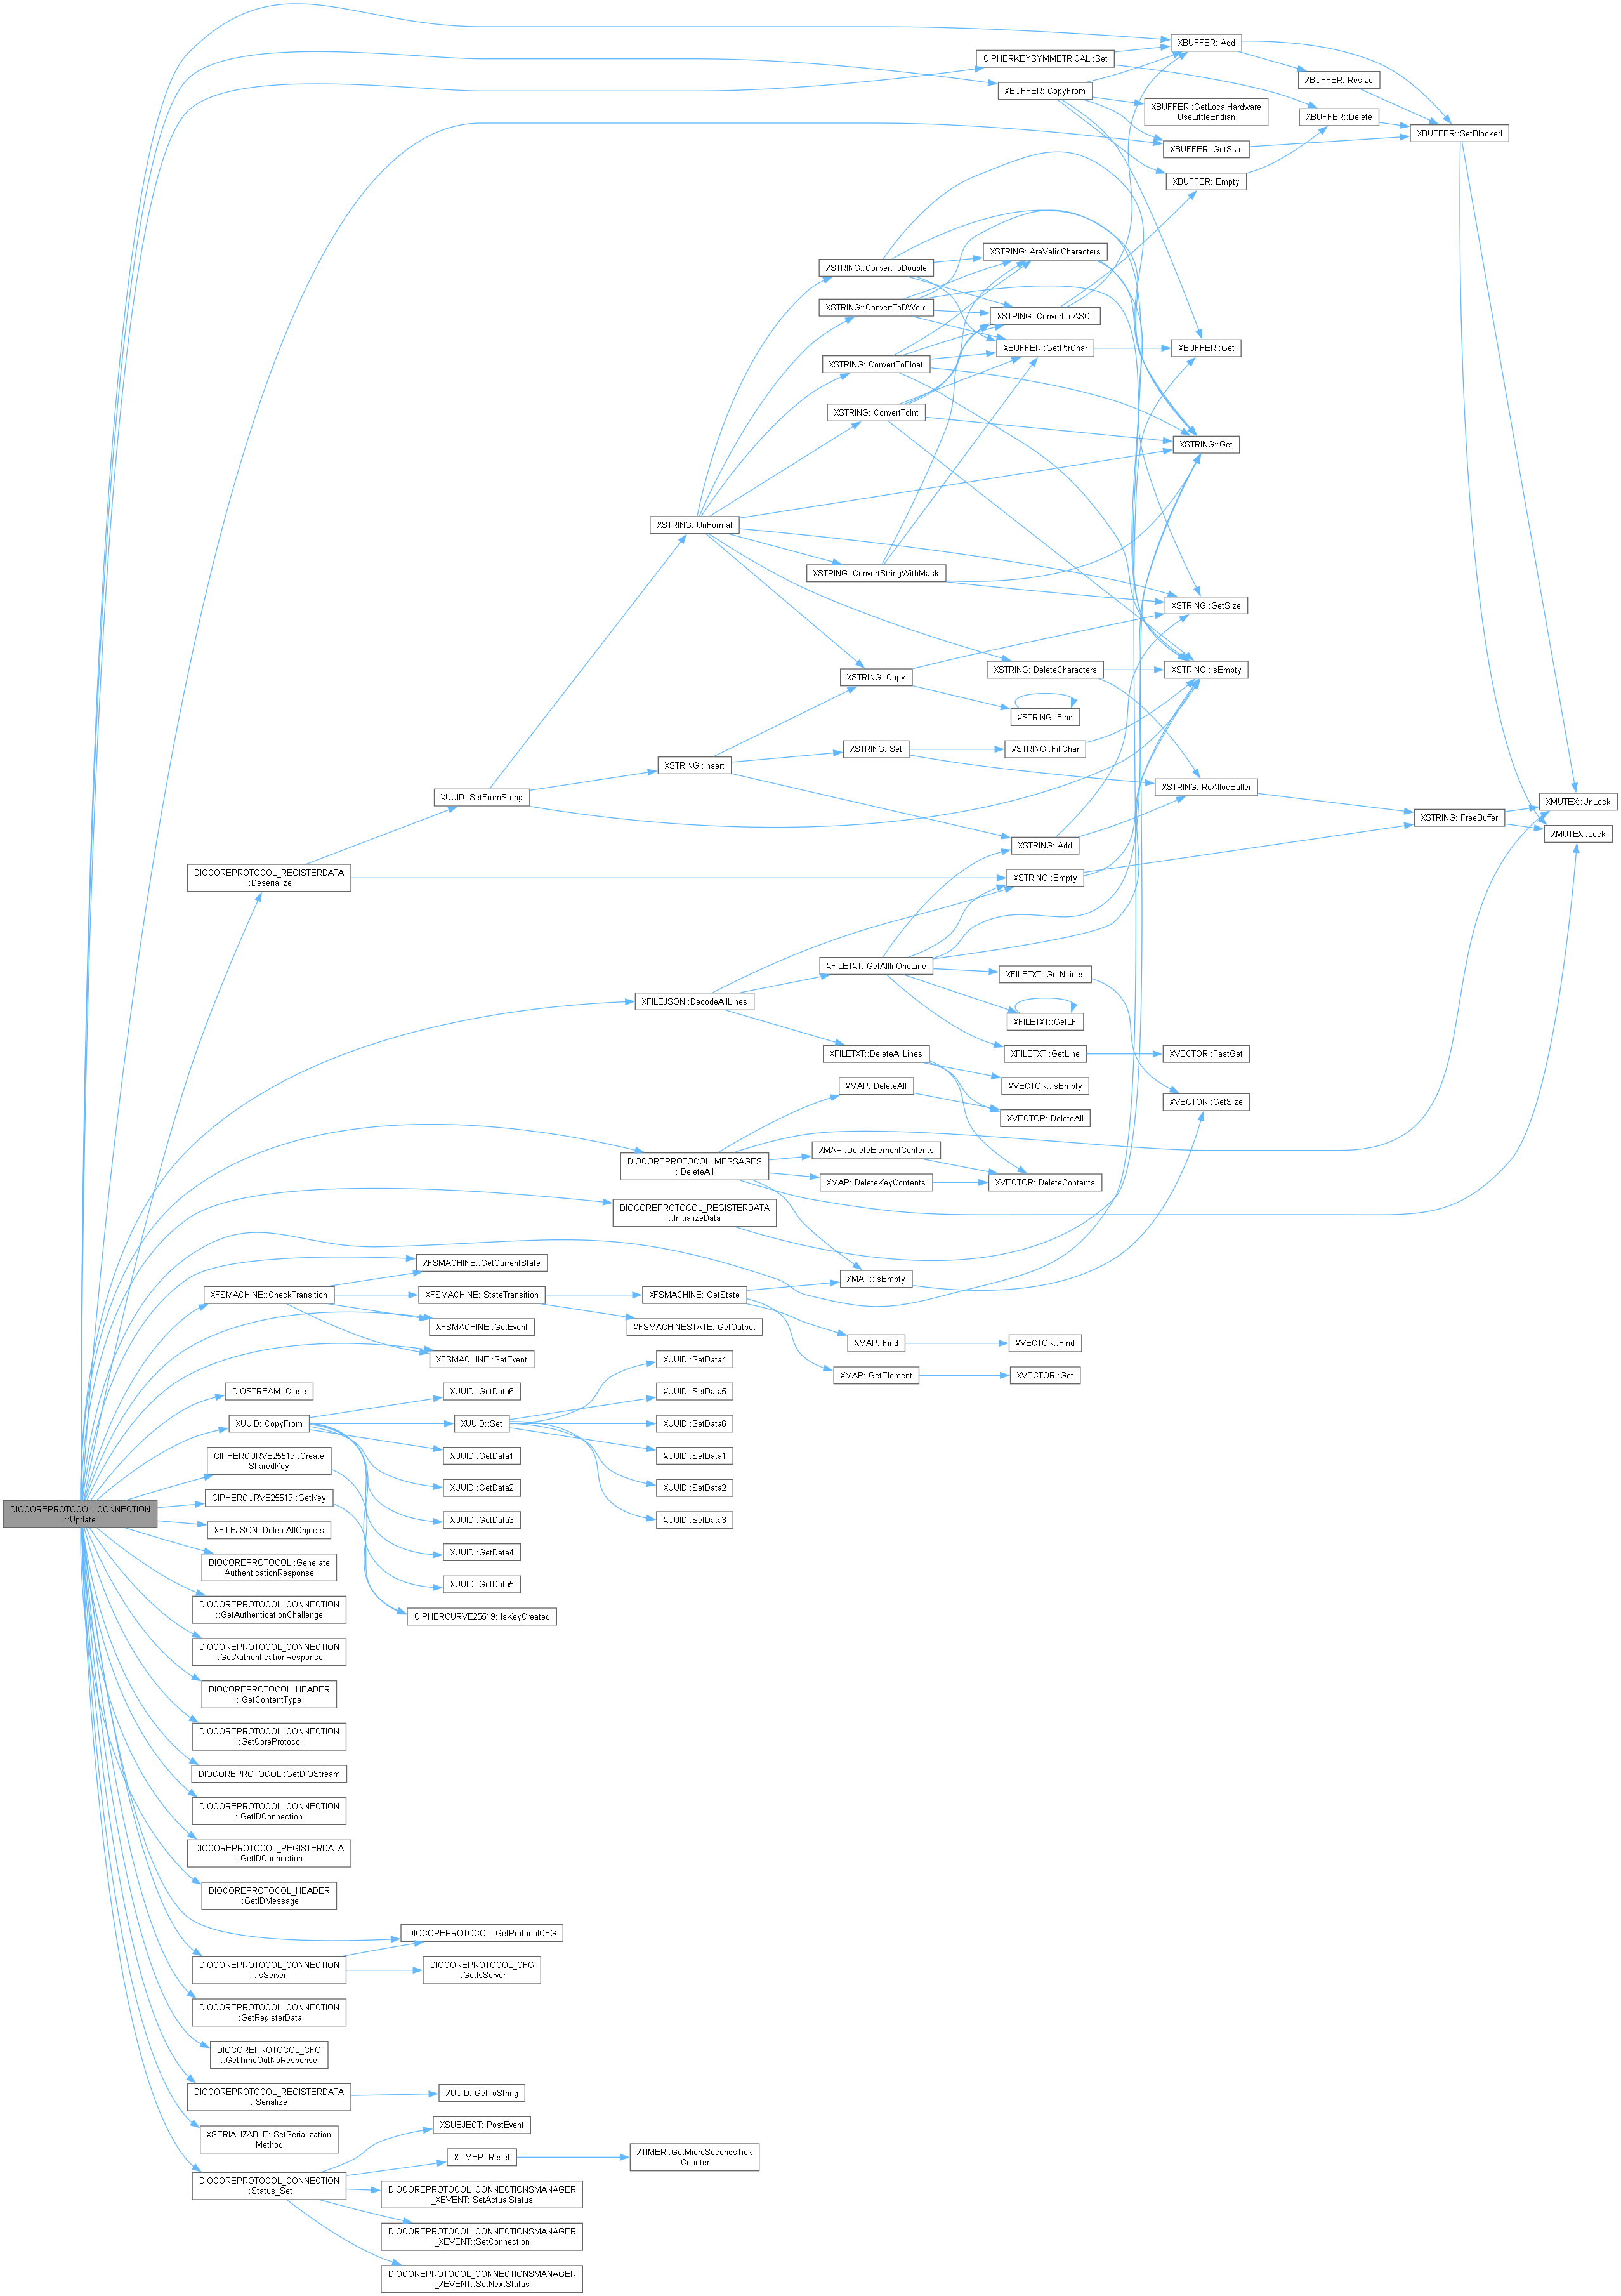 DIOCOREPROTOCOL_CONNECTION
::Update
XBUFFER::Add
CIPHERKEYSYMMETRICAL::Set
XBUFFER::CopyFrom
XBUFFER::Resize
XBUFFER::GetLocalHardware
UseLittleEndian
XBUFFER::Delete
XBUFFER::SetBlocked
XBUFFER::GetSize
XBUFFER::Empty
XSTRING::AreValidCharacters
XSTRING::ConvertToDouble
XSTRING::ConvertToDWord
XSTRING::ConvertToASCII
XBUFFER::GetPtrChar
XBUFFER::Get
XSTRING::ConvertToFloat
XSTRING::ConvertToInt
XSTRING::Get
XSTRING::UnFormat
XSTRING::ConvertStringWithMask
XSTRING::GetSize
XSTRING::DeleteCharacters
XSTRING::IsEmpty
XSTRING::Copy
XSTRING::Find
XSTRING::Set
XSTRING::FillChar
XSTRING::Insert
XSTRING::ReAllocBuffer
XUUID::SetFromString
XMUTEX::UnLock
XSTRING::FreeBuffer
XMUTEX::Lock
XSTRING::Add
DIOCOREPROTOCOL_REGISTERDATA
::Deserialize
XSTRING::Empty
XFILETXT::GetAllInOneLine
XFILETXT::GetNLines
XFILEJSON::DecodeAllLines
XFILETXT::GetLF
XFILETXT::DeleteAllLines
XFILETXT::GetLine
XVECTOR::FastGet
XMAP::DeleteAll
XVECTOR::IsEmpty
XVECTOR::GetSize
XVECTOR::DeleteAll
DIOCOREPROTOCOL_MESSAGES
::DeleteAll
XMAP::DeleteElementContents
XMAP::DeleteKeyContents
XVECTOR::DeleteContents
DIOCOREPROTOCOL_REGISTERDATA
::InitializeData
XFSMACHINE::GetCurrentState
XMAP::IsEmpty
XFSMACHINE::CheckTransition
XFSMACHINE::StateTransition
XFSMACHINE::GetState
XFSMACHINE::GetEvent
XFSMACHINESTATE::GetOutput
XMAP::Find
XVECTOR::Find
XFSMACHINE::SetEvent
XUUID::SetData4
XMAP::GetElement
XVECTOR::Get
DIOSTREAM::Close
XUUID::GetData6
XUUID::SetData5
XUUID::CopyFrom
XUUID::Set
XUUID::SetData6
CIPHERCURVE25519::Create
SharedKey
XUUID::GetData1
XUUID::SetData1
CIPHERCURVE25519::GetKey
XUUID::GetData2
XUUID::SetData2
XFILEJSON::DeleteAllObjects
XUUID::GetData3
XUUID::SetData3
DIOCOREPROTOCOL::Generate
AuthenticationResponse
XUUID::GetData4
XUUID::GetData5
DIOCOREPROTOCOL_CONNECTION
::GetAuthenticationChallenge
CIPHERCURVE25519::IsKeyCreated
DIOCOREPROTOCOL_CONNECTION
::GetAuthenticationResponse
DIOCOREPROTOCOL_HEADER
::GetContentType
DIOCOREPROTOCOL_CONNECTION
::GetCoreProtocol
DIOCOREPROTOCOL::GetDIOStream
DIOCOREPROTOCOL_CONNECTION
::GetIDConnection
DIOCOREPROTOCOL_REGISTERDATA
::GetIDConnection
DIOCOREPROTOCOL_HEADER
::GetIDMessage
DIOCOREPROTOCOL::GetProtocolCFG
DIOCOREPROTOCOL_CONNECTION
::IsServer
DIOCOREPROTOCOL_CFG
::GetIsServer
DIOCOREPROTOCOL_CONNECTION
::GetRegisterData
DIOCOREPROTOCOL_CFG
::GetTimeOutNoResponse
DIOCOREPROTOCOL_REGISTERDATA
::Serialize
XUUID::GetToString
XSERIALIZABLE::SetSerialization
Method
XSUBJECT::PostEvent
DIOCOREPROTOCOL_CONNECTION
::Status_Set
XTIMER::Reset
XTIMER::GetMicroSecondsTick
Counter
DIOCOREPROTOCOL_CONNECTIONSMANAGER
_XEVENT::SetActualStatus
DIOCOREPROTOCOL_CONNECTIONSMANAGER
_XEVENT::SetConnection
DIOCOREPROTOCOL_CONNECTIONSMANAGER
_XEVENT::SetNextStatus